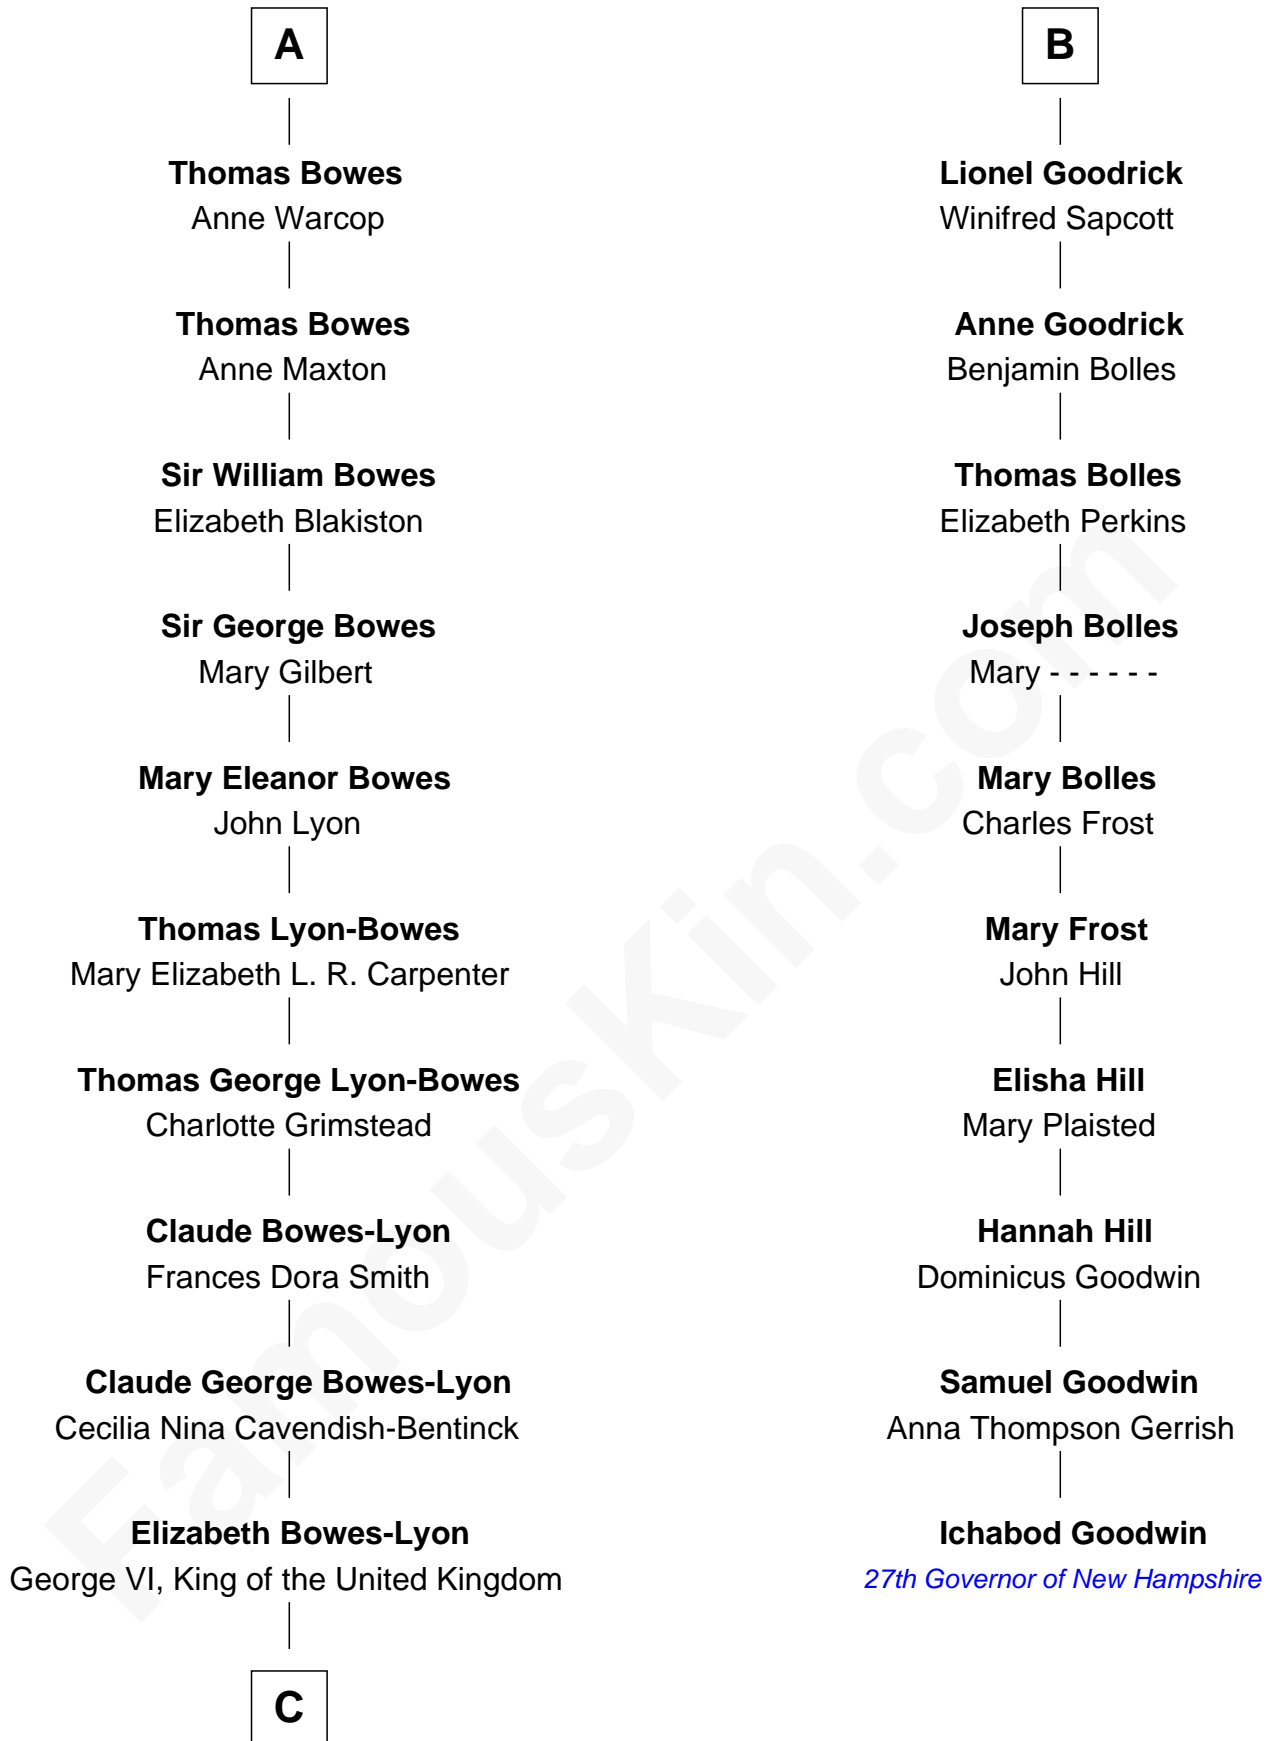 A
Thomas Bowes
Anne Warcop
Thomas Bowes
Anne Maxton
Sir William Bowes
Elizabeth Blakiston
Sir George Bowes
Mary Gilbert
Mary Eleanor Bowes
John Lyon
Thomas Lyon-Bowes
Mary Elizabeth L. R. Carpenter
Thomas George Lyon-Bowes
Charlotte Grimstead
Claude Bowes-Lyon
Frances Dora Smith
Claude George Bowes-Lyon
Cecilia Nina Cavendish-Bentinck
Elizabeth Bowes-Lyon
George VI, King of the United Kingdom
C
B
Lionel Goodrick
Winifred Sapcott
Anne Goodrick
Benjamin Bolles
Thomas Bolles
Elizabeth Perkins
Joseph Bolles
Mary - - - - - -
Mary Bolles
Charles Frost
Mary Frost
John Hill
Elisha Hill
Mary Plaisted
Hannah Hill
Dominicus Goodwin
Samuel Goodwin
Anna Thompson Gerrish
Ichabod Goodwin
27th Governor of New Hampshire
FamousKin.com